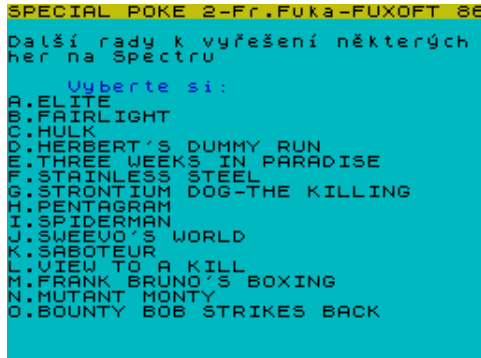 SPECIAL POKE 2-Fr.Fuka-FUXOFT 86
Další rady k vyřešení některých
her na Spectru
Vyberte si:
A.ELITE
B.FAIRLIGHT
C.HULK
D.HERBERT'S DUMMY RUN
E.THREE WEEKS IN PARADISE
F.STAINLESS STEEL
G.STRONTIUM DOG-THE KILLING
H.PENTAGRAM
I.SPIDERMAN
J.SWEEVO'S WORLD
K.SABOTEUR
L.VIEW TO A KILL
M.FRANK BRUNO'S BOXING
N.MUTANT MONTY
O.BOUNTY BOB STRIKES BACK